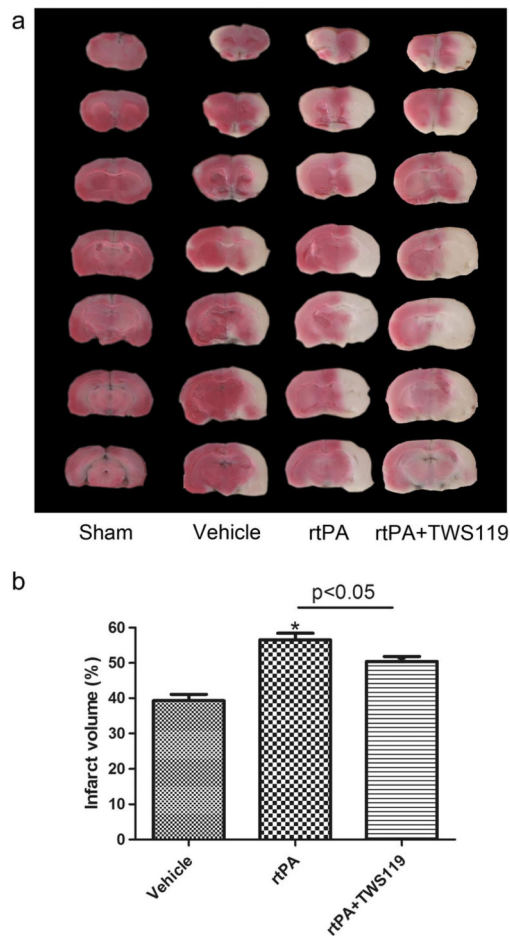 a
Sham Vehicle rtPA rtPA+TWS119
b
p<0.05
*
Infarct volume (%)
60
50
40
30
20
10
0
Vehicle rtPA rtPA+TWS119